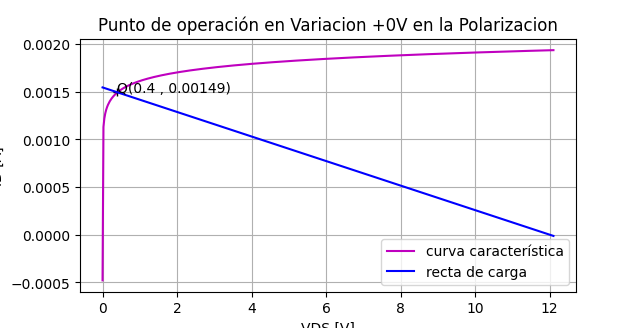 Punto de operación en Variacion +0V en la Polarizacion
0.0020
0.0015
0.0010
0.0005
0.0000
−0.0005
Q(0.4 , 0.00149)
curva característica
recta de carga
0 2 4 6 8 10 12
VDS [V]